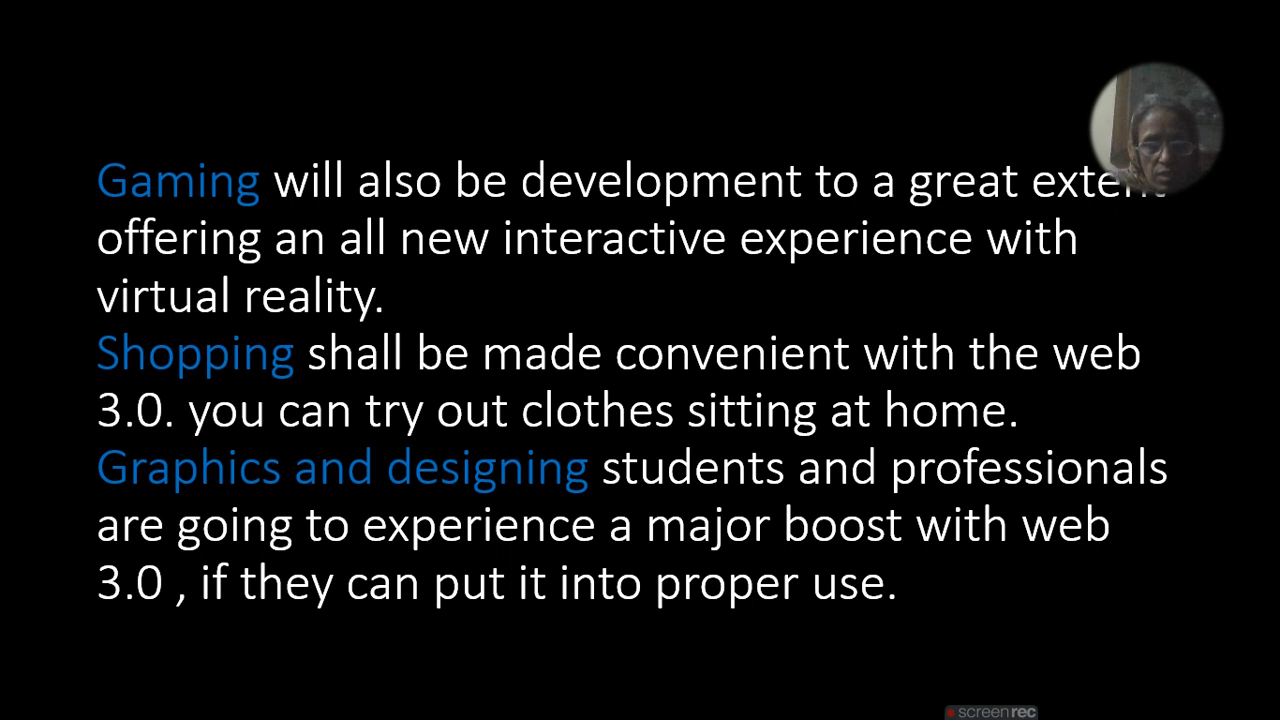 Gaming will also be development to a great extent
offering an all new interactive experience with
virtual reality.
Shopping shall be made convenient with the web
3.0. you can try out clothes sitting at home.
Graphics and designing students and professionals
are going to experience a major boost with web
3.0 , if they can put it into proper use.
screenrec